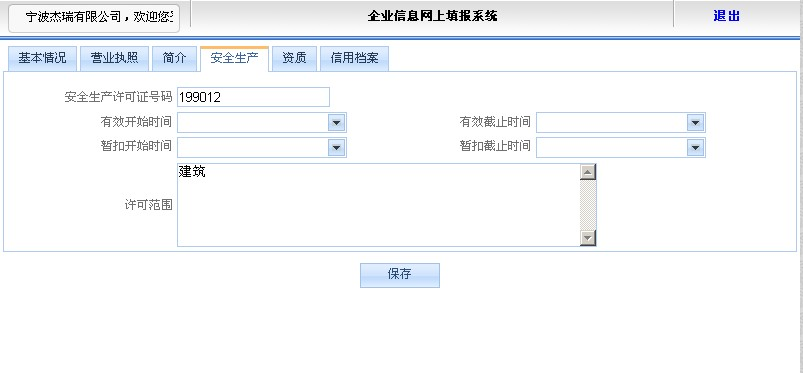 宁波杰瑞有限公司，欢迎您
企业信息网上填报系统
退出
基本情况 营业执照 简介 安全生产 资质 信用档案
安全生产许可证号码 199012
有效开始时间 有效截止时间
暂扣开始时间 暂扣截止时间
许可范围 建筑
保存